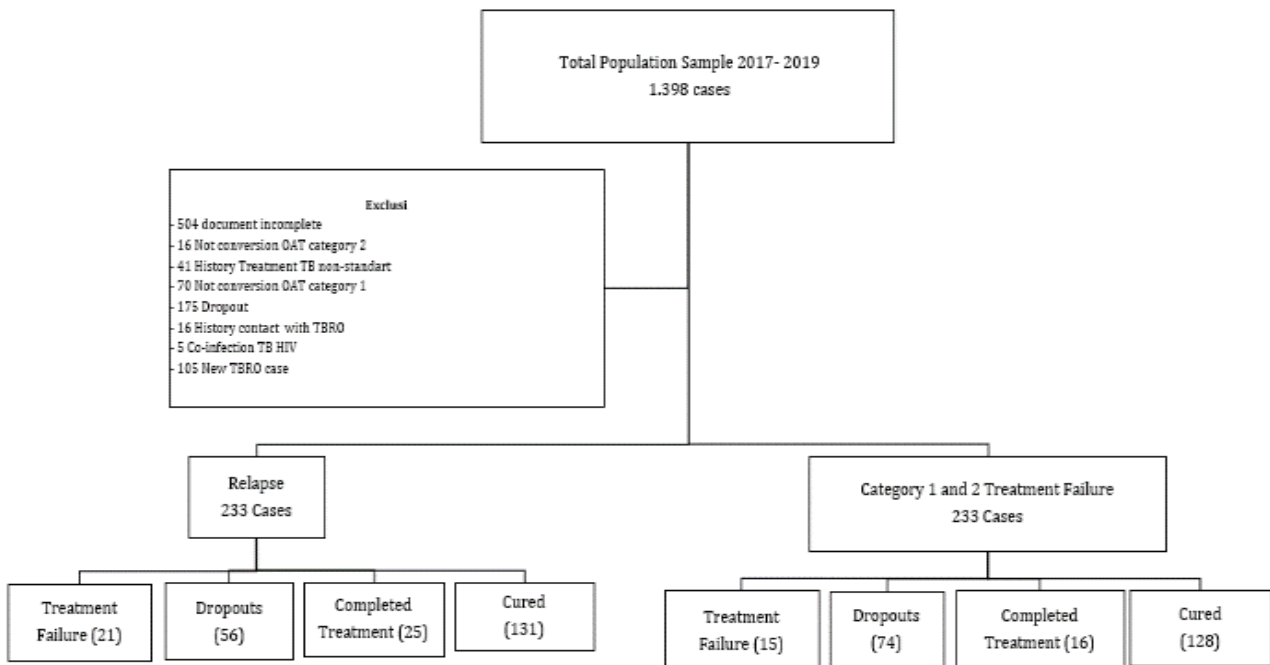 Total Population Sample 2017- 2019
1.398 cases
Exclusi
- 504 document incomplete
- 16 Not conversion OAT category 2
- 41 History Treatment TB non-standart
- 70 Not conversion OAT category 1
- 175 Dropout
- 16 History contact with TBRO
- 5 Co-infection TB HIV
- 105 New TBRO case
Relapse
233 Cases
Category 1 and 2 Treatment Failure
233 Cases
Treatment
Failure (21)
Dropouts
(56)
Completed
Treatment (25)
Cured
(131)
Treatment
Failure (15)
Dropouts
(74)
Completed
Treatment (16)
Cured
(128)